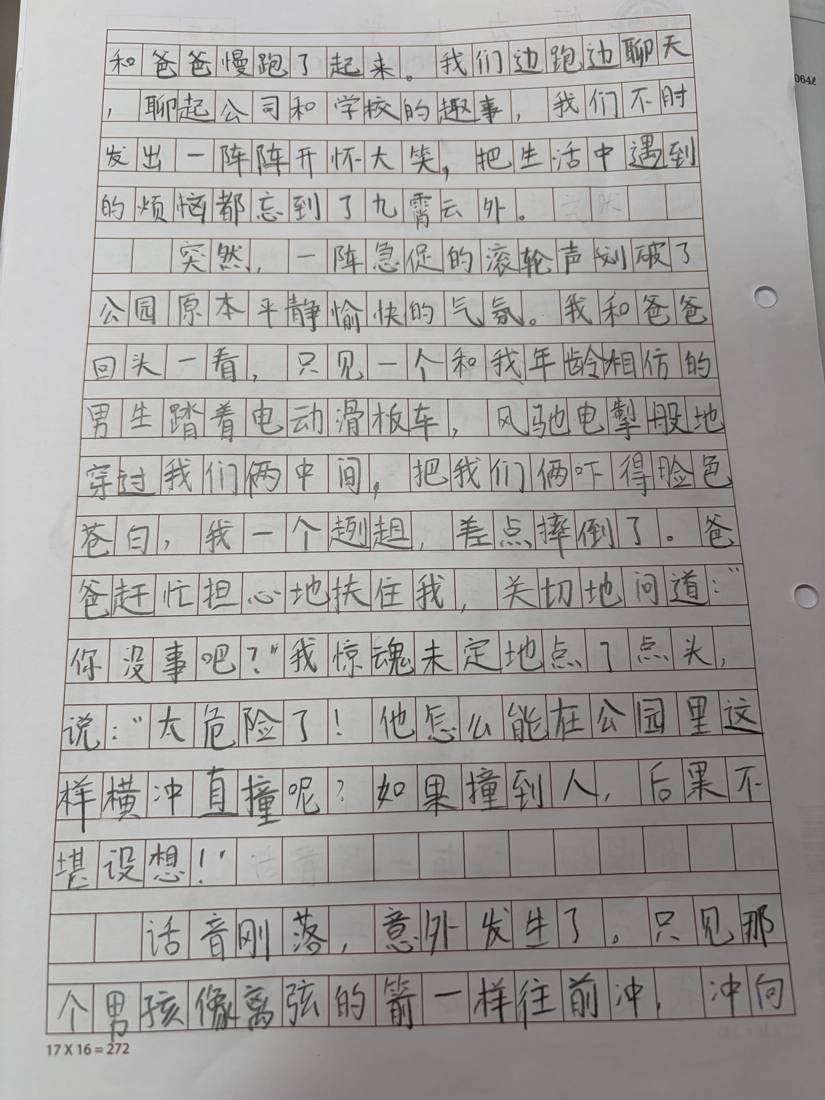 和爸爸慢跑了起来。我们边跑边聊天
，聊起公司和学校的趣事，我们不时
发出一阵阵开怀大笑，把生活中遇到
的烦恼都忘到了九霄云外。
突然，一阵急促的滚轮声划破了
公园原本平静愉快的气氛。我和爸爸
回头一看，只见一个和我年龄相仿的
男生踏着电动滑板车，风驰电掣般地
穿过我们俩中间，把我们俩吓得脸色
苍白，我一个趔趄，差点摔倒了。爸
爸赶忙担心地扶住我，关切地问道：“
你没事吧？”我惊魂未定地点了点头，
说：“太危险了！他怎么能在公园里这
样横冲直撞呢？如果撞到人，后果不
堪设想！”
话音刚落，意外发生了。只见那
个男孩像离弦的箭一样往前冲，冲向
17 X 16 = 272
064ℓ